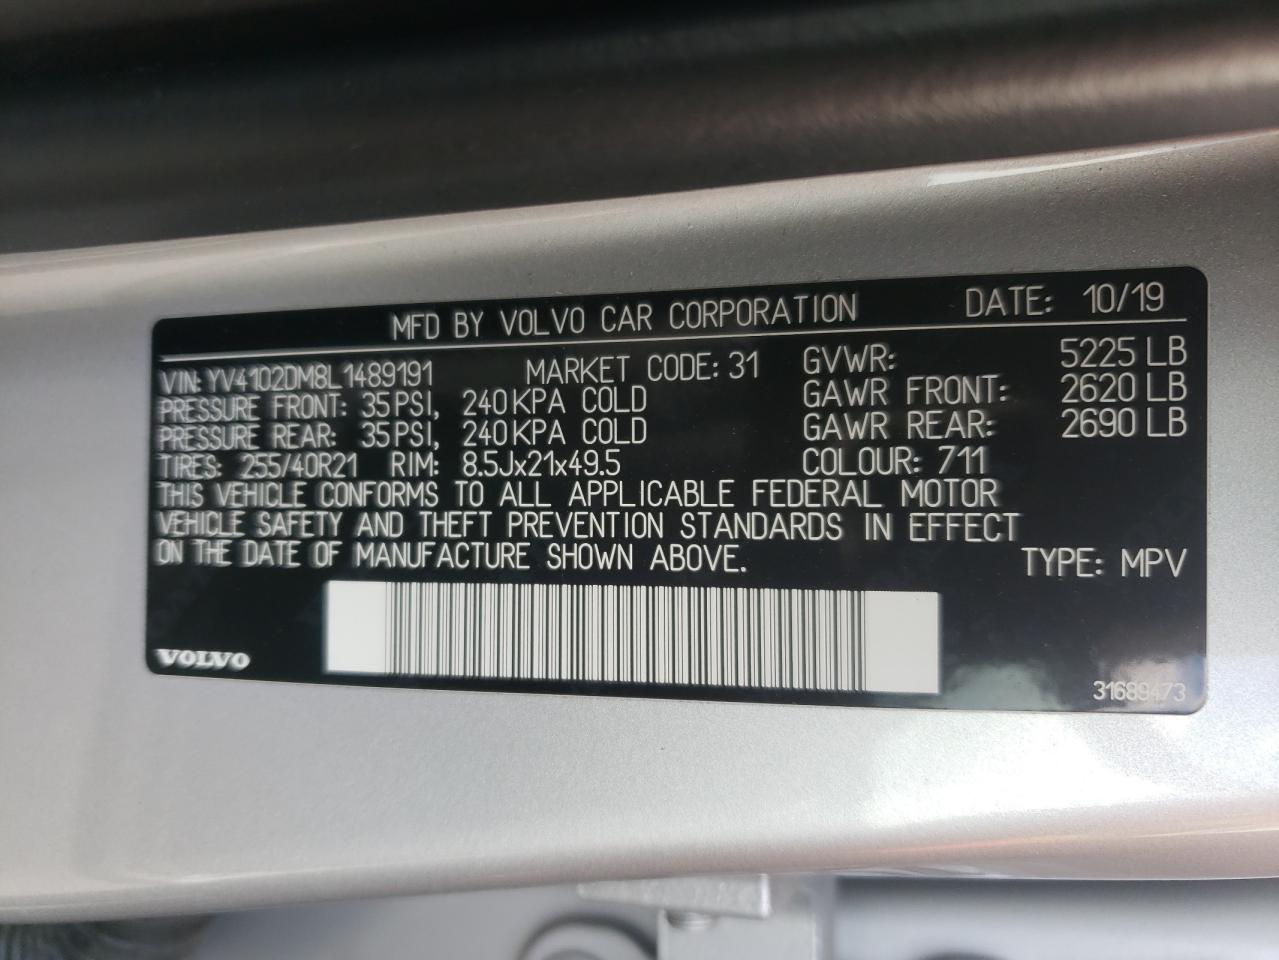 MFD BY VOLVO CAR CORPORATION DATE: 10/19
VIN: YV4102DM8L1489191 MARKET CODE: 31 GVWR: 5225 LB
PRESSURE FRONT: 35 PSI, 240 KPA COLD GAWR FRONT: 2620 LB
PRESSURE REAR: 35 PSI, 240 KPA COLD GAWR REAR: 2690 LB
TIRES: 255/40R21 RIM: 8.5Jx21x49.5 COLOUR: 711
THIS VEHICLE CONFORMS TO ALL APPLICABLE FEDERAL MOTOR
VEHICLE SAFETY AND THEFT PREVENTION STANDARDS IN EFFECT
ON THE DATE OF MANUFACTURE SHOWN ABOVE. TYPE: MPV
VOLVO
31689473